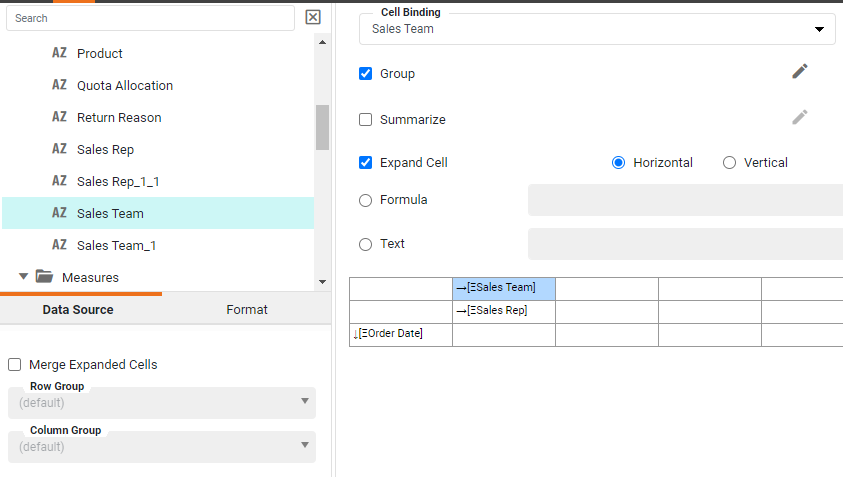 Search
AZ Product
AZ Quota Allocation
AZ Return Reason
AZ Sales Rep
AZ Sales Rep_1_1
AZ Sales Team
AZ Sales Team_1
Measures
Data Source Format
Merge Expanded Cells
Row Group
(default)
Column Group
(default)
Cell Binding
Sales Team
Group
Summarize
Expand Cell Horizontal Vertical
Formula
Text
→[ΞSales Team]
→[ΞSales Rep]
↓[ΞOrder Date]